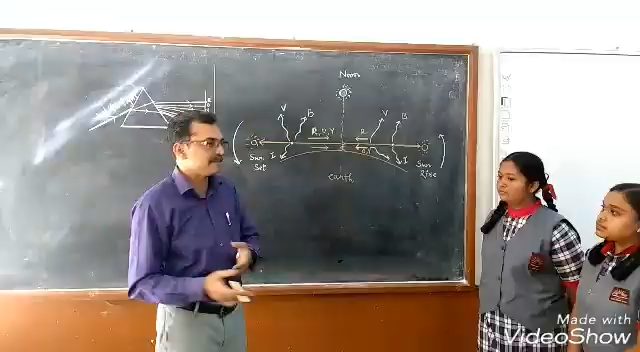 Noon
V
B
R, O, Y
R
V
B
I
O, Y
I
Sun
Set
Sun
Rise
earth
Made with
VideoShow